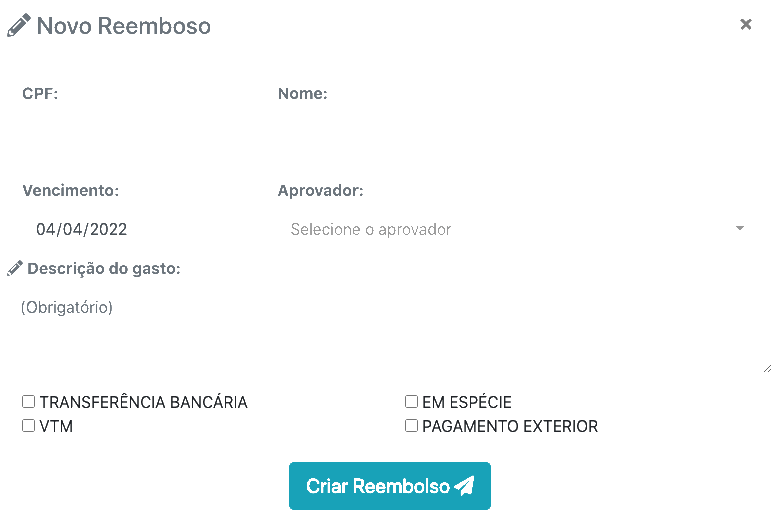 Novo Reemboso
CPF: Nome:
Vencimento: Aprovador:
04/04/2022 Selecione o aprovador
Descrição do gasto:
(Obrigatório)
TRANSFERÊNCIA BANCÁRIA EM ESPÉCIE
VTM PAGAMENTO EXTERIOR
Criar Reembolso